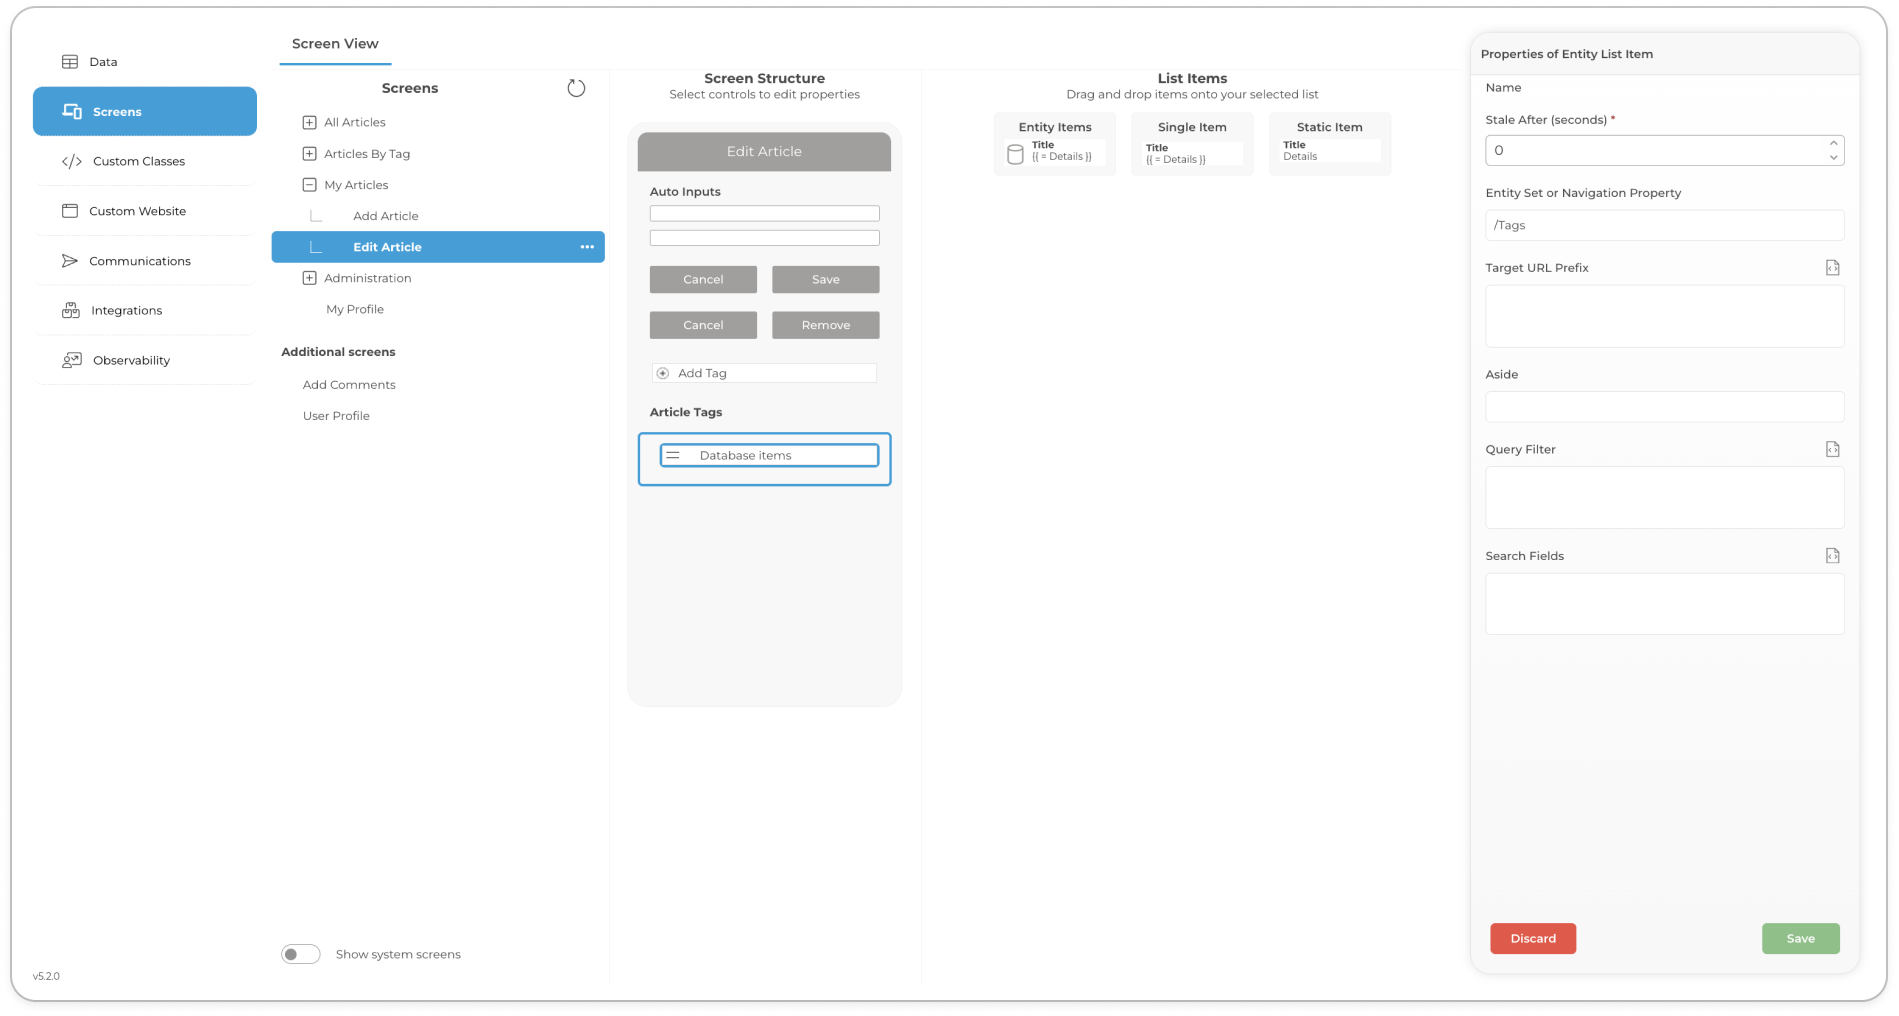 Data
Screens
Custom Classes
Custom Website
Communications
Integrations
Observability
v5.2.0
Screen View
Screens
All Articles
Articles By Tag
My Articles
Add Article
Edit Article
Administration
My Profile
Additional screens
Add Comments
User Profile
Show system screens
Screen Structure
Select controls to edit properties
Edit Article
Auto Inputs
Cancel Save
Cancel Remove
Add Tag
Article Tags
Database items
List Items
Drag and drop items onto your selected list
Entity Items
Title
{{ = Details }}
Single Item
Title
{{ = Details }}
Static Item
Title
Details
Properties of Entity List Item
Name
Stale After (seconds) *
0
Entity Set or Navigation Property
/Tags
Target URL Prefix
Aside
Query Filter
Search Fields
Discard Save